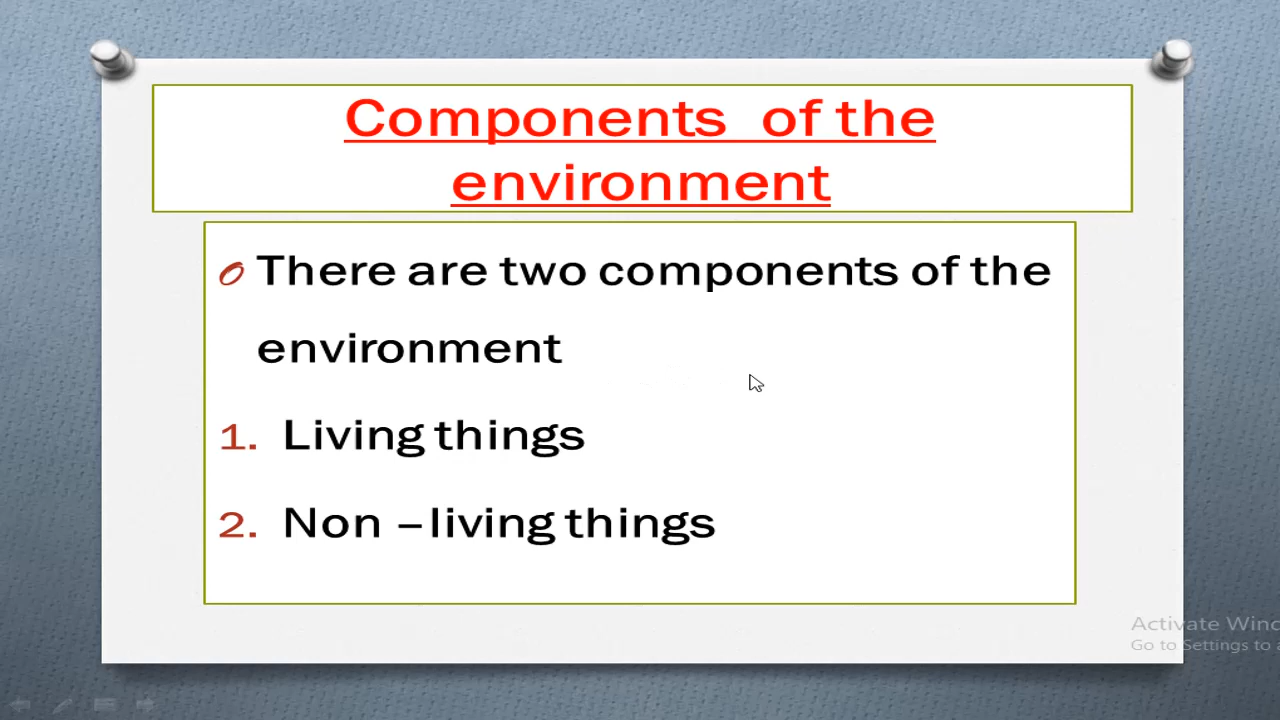 Components of the
environment
There are two components of the
environment
1. Living things
2. Non –living things
Activate
Go to Settings to